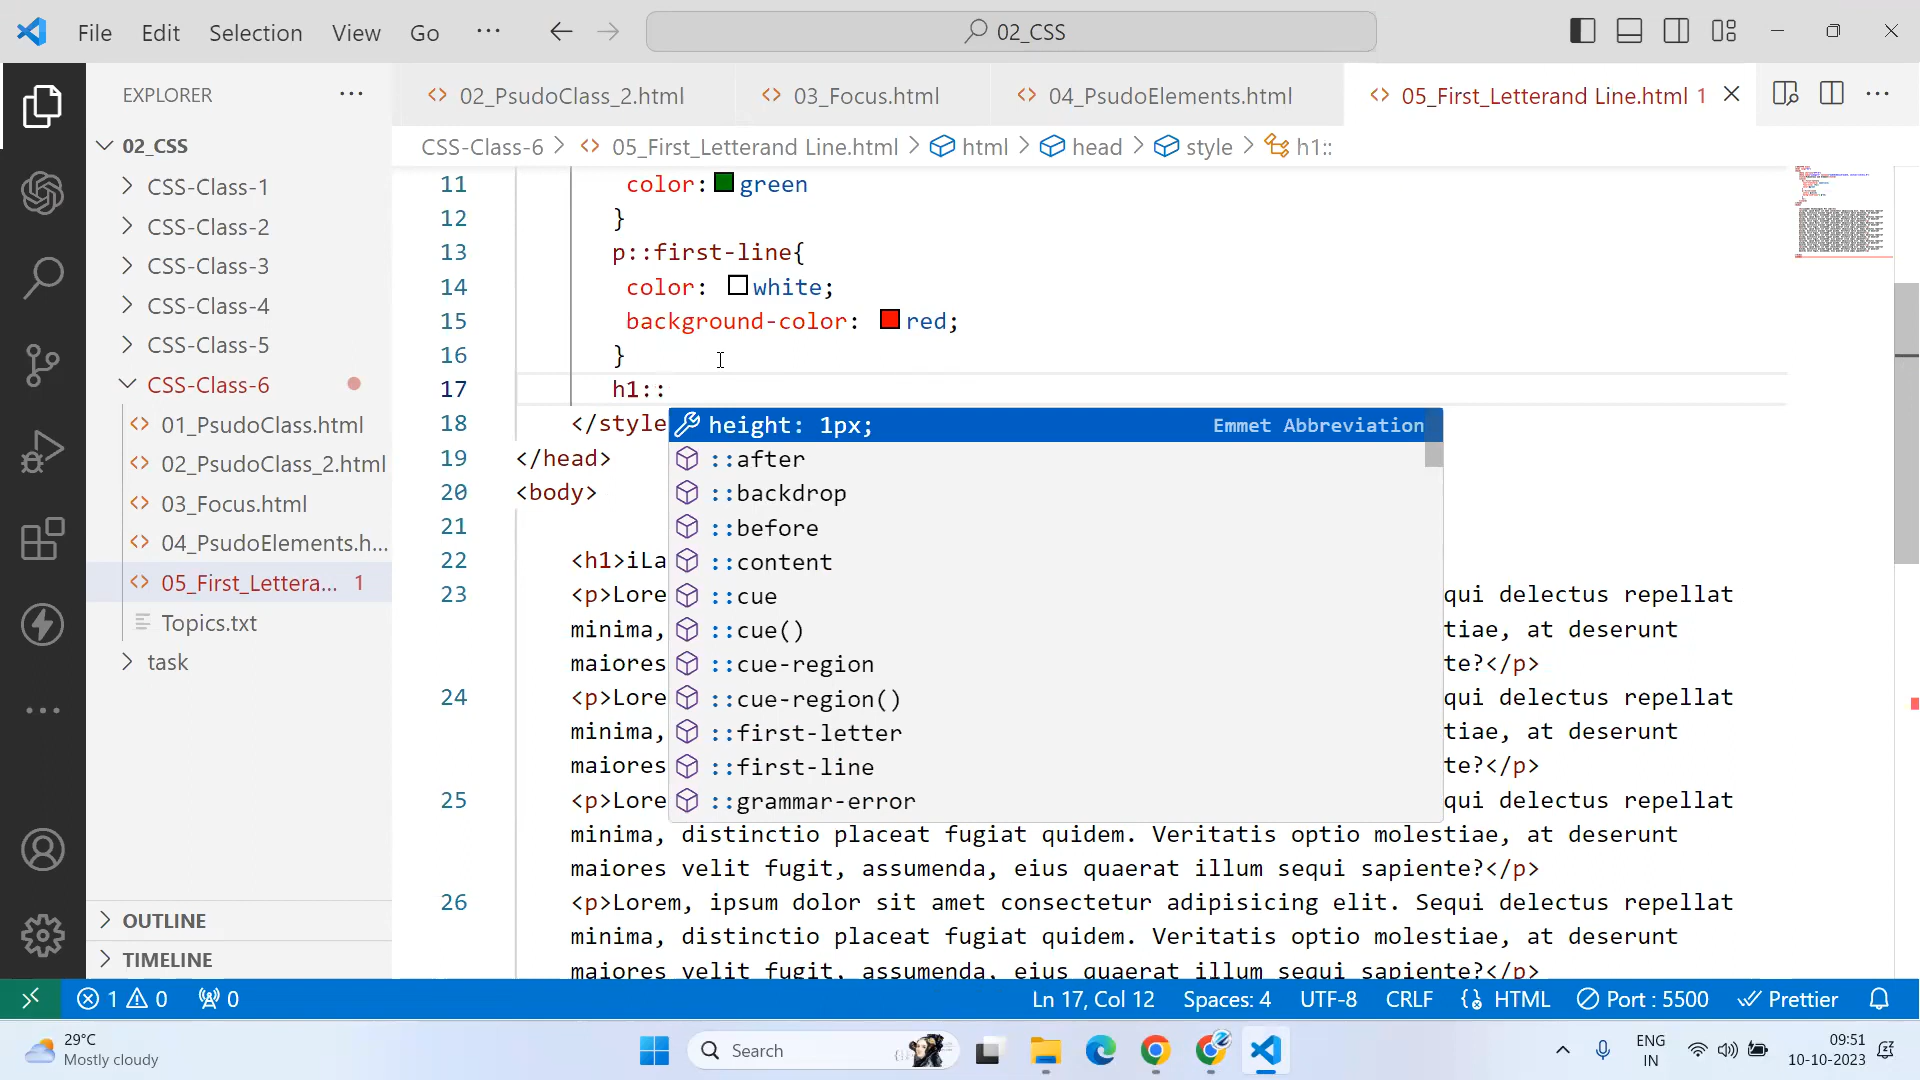 File Edit Selection View Go ... 02_CSS
EXPLORER ...
02_PsudoClass_2.html 03_Focus.html 04_PsudoElements.html 05_First_Letterand Line.html 1
CSS-Class-6 > 05_First_Letterand Line.html > html > head > style > h1::
02_CSS
CSS-Class-1
CSS-Class-2
CSS-Class-3
CSS-Class-4
CSS-Class-5
CSS-Class-6
01_PsudoClass.html
02_PsudoClass_2.html
03_Focus.html
04_PsudoElements.h...
05_First_Lettera... 1
Topics.txt
task
OUTLINE
TIMELINE
11 color: green
12 }
13 p::first-line{
14 color: white;
15 background-color: red;
16 }
17 h1::
18 </style
19 </head>
20 <body>
21
22 <h1>iLa
23 <p>Lore qui delectus repellat
minima, tiae, at deserunt
maiores te?</p>
24 <p>Lore qui delectus repellat
minima, tiae, at deserunt
maiores te?</p>
25 <p>Lore qui delectus repellat
minima, distinctio placeat fugiat quidem. Veritatis optio molestiae, at deserunt
maiores velit fugit, assumenda, eius quaerat illum sequi sapiente?</p>
26 <p>Lorem, ipsum dolor sit amet consectetur adipisicing elit. Sequi delectus repellat
minima, distinctio placeat fugiat quidem. Veritatis optio molestiae, at deserunt
maiores velit fugit, assumenda, eius quaerat illum sequi sapiente?</p>
height: 1px; Emmet Abbreviation
::after
::backdrop
::before
::content
::cue
::cue()
::cue-region
::cue-region()
::first-letter
::first-line
::grammar-error
1 0 0 Ln 17, Col 12 Spaces: 4 UTF-8 CRLF HTML Port : 5500 Prettier
29°C
Mostly cloudy
Search
ENG
IN
09:51
10-10-2023